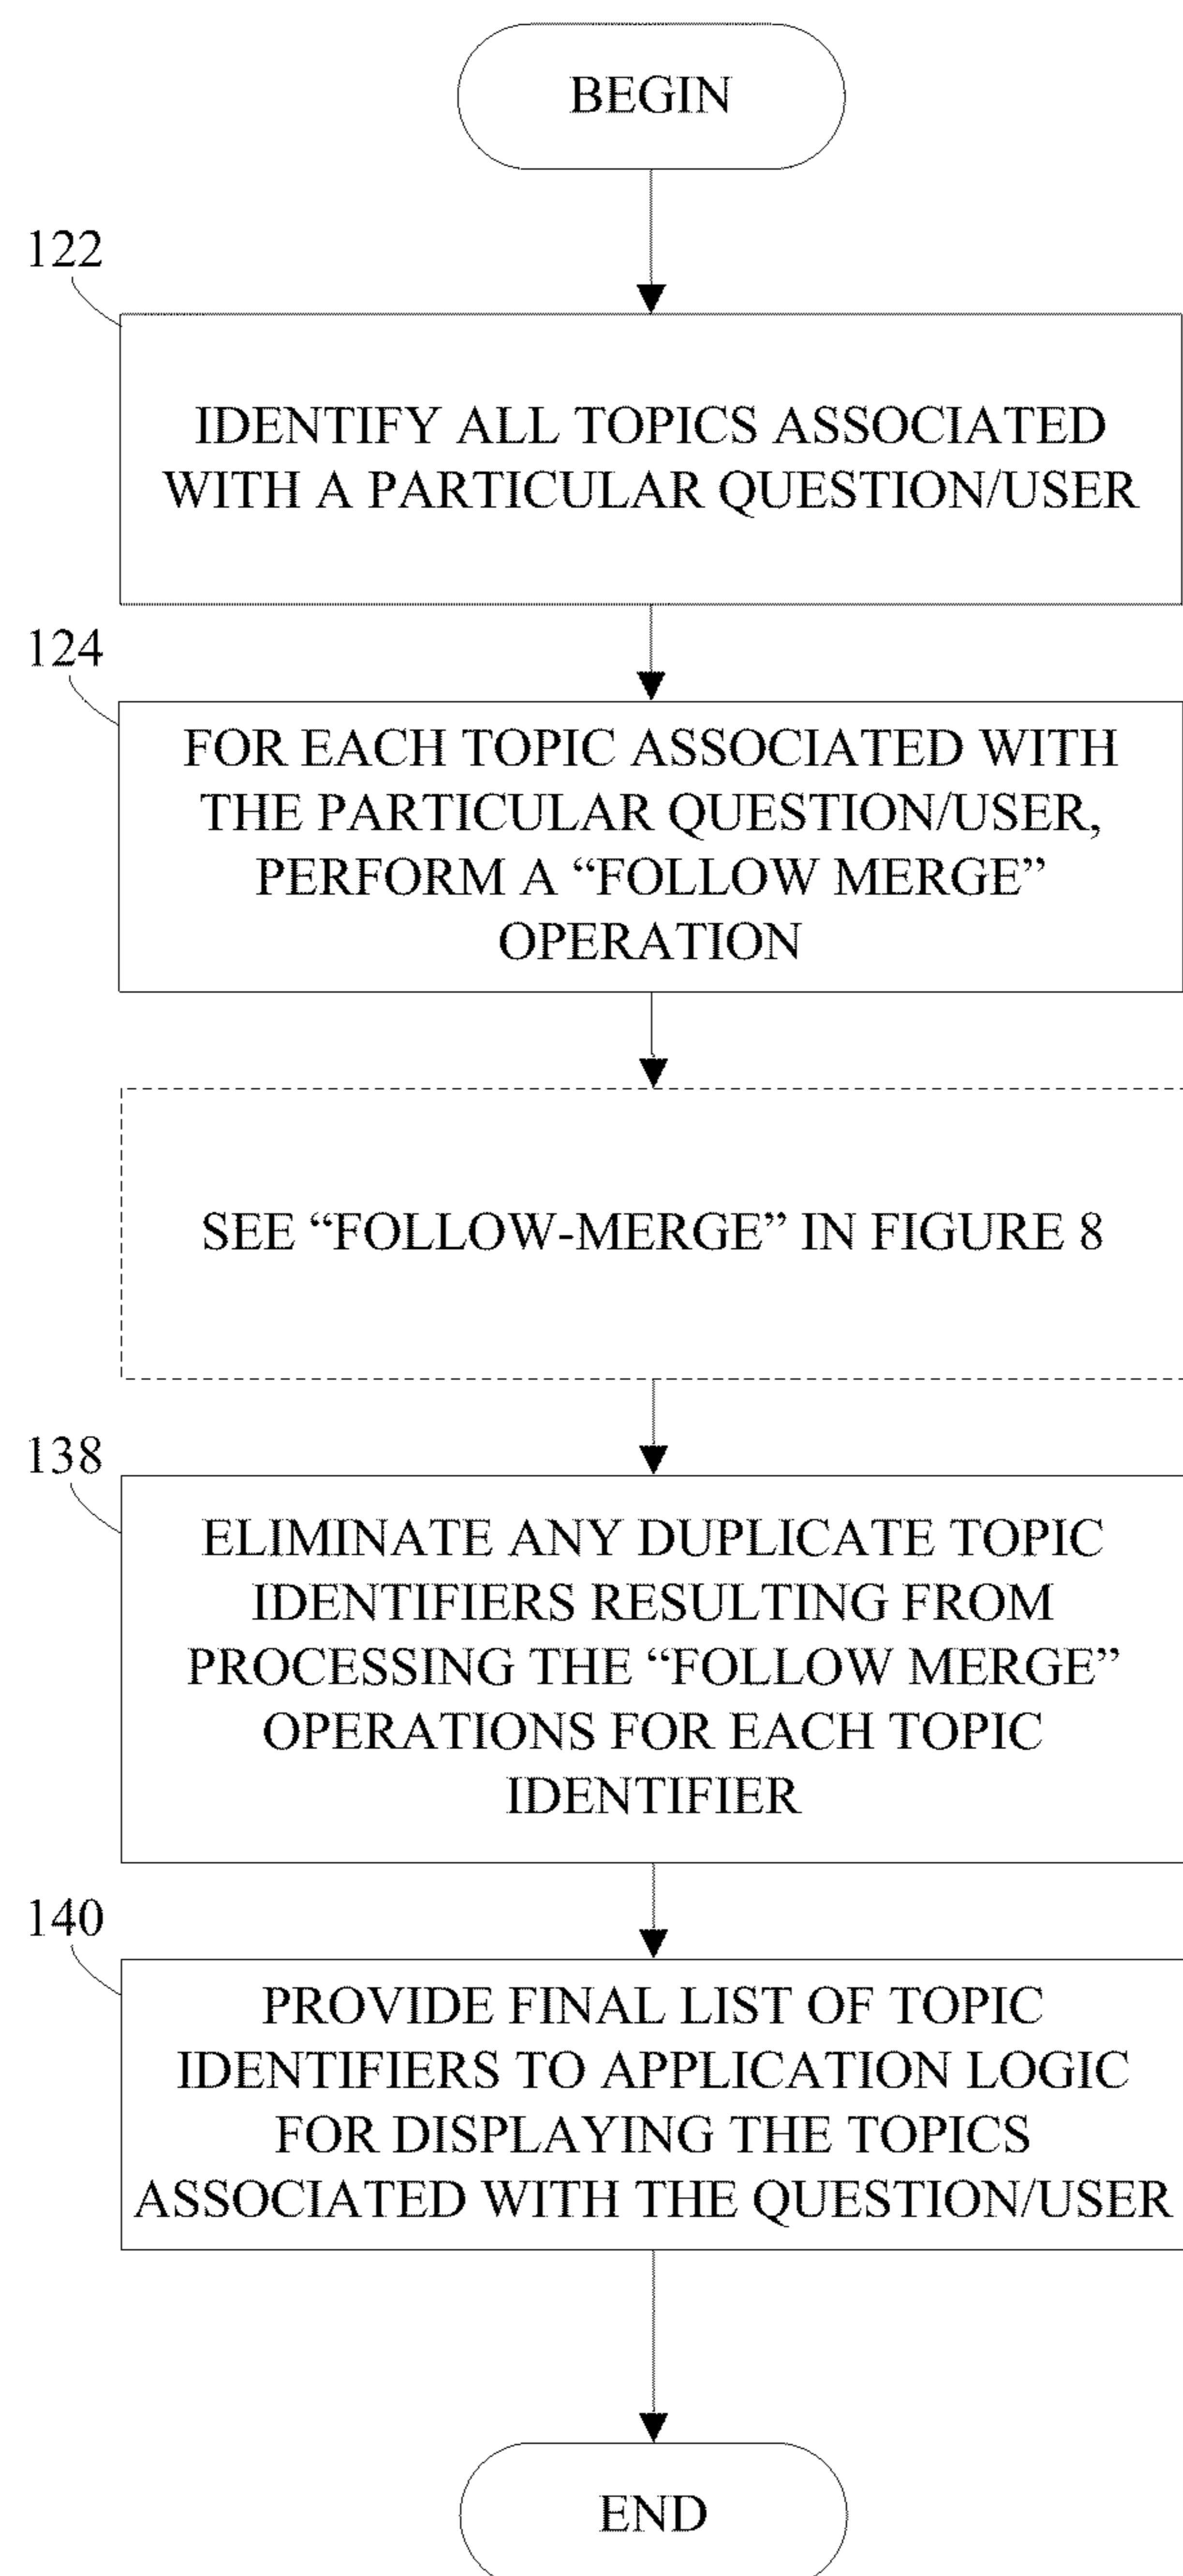 BEGIN
122
IDENTIFY ALL TOPICS ASSOCIATED
WITH A PARTICULAR QUESTION/USER
124
FOR EACH TOPIC ASSOCIATED WITH
THE PARTICULAR QUESTION/USER,
PERFORM A “FOLLOW MERGE”
OPERATION
SEE “FOLLOW-MERGE” IN FIGURE 8
138
ELIMINATE ANY DUPLICATE TOPIC
IDENTIFIERS RESULTING FROM
PROCESSING THE “FOLLOW MERGE”
OPERATIONS FOR EACH TOPIC
IDENTIFIER
140
PROVIDE FINAL LIST OF TOPIC
IDENTIFIERS TO APPLICATION LOGIC
FOR DISPLAYING THE TOPICS
ASSOCIATED WITH THE QUESTION/USER
END